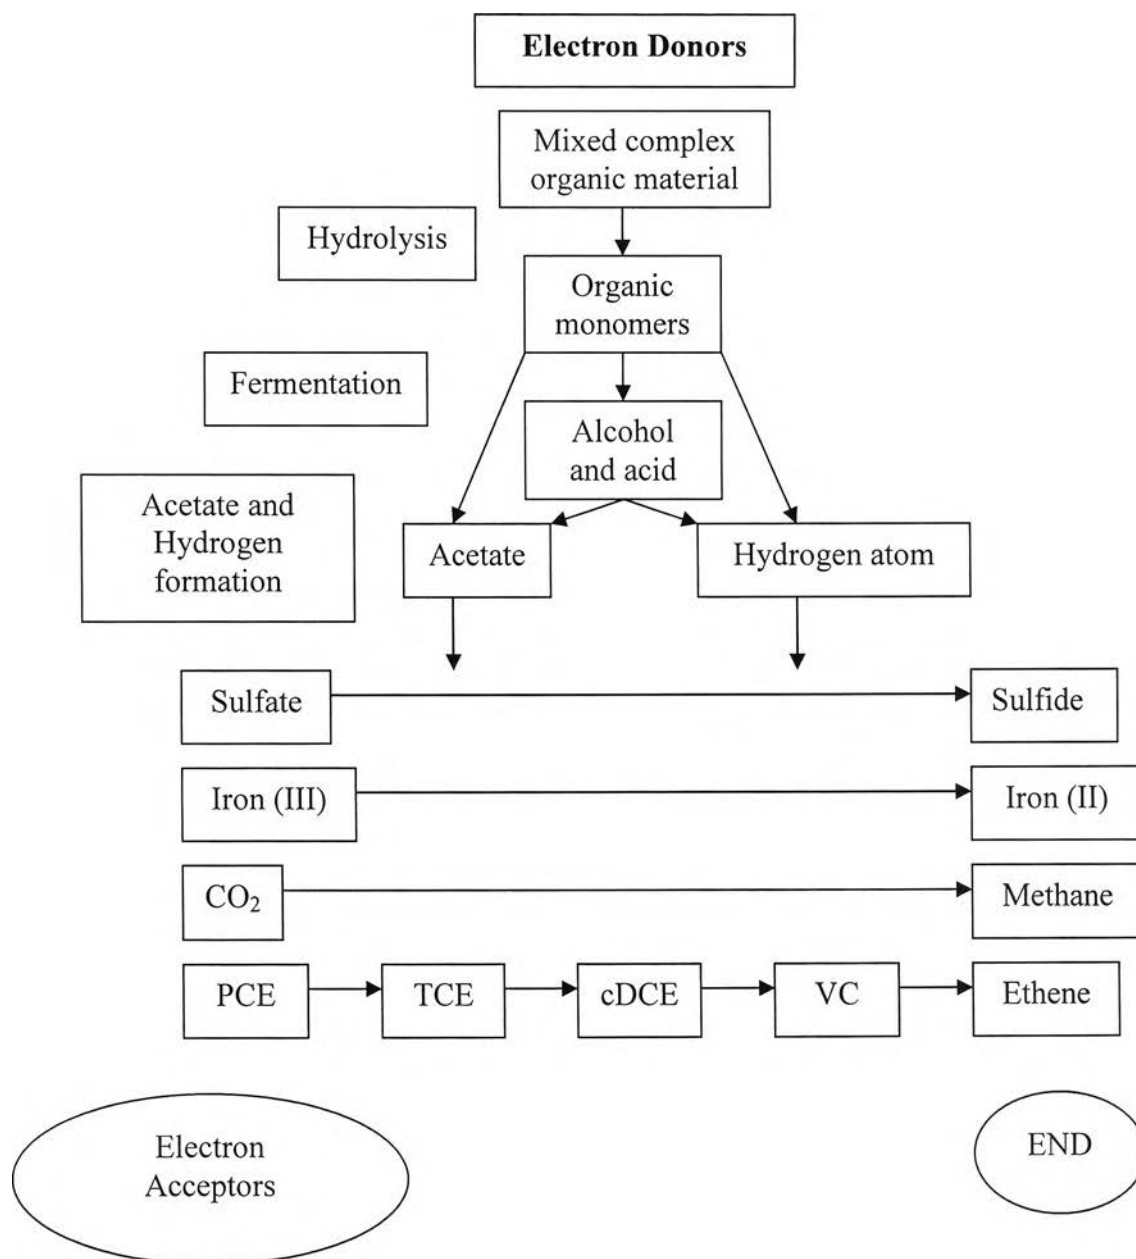 Electron Donors
Mixed complex
organic material
Hydrolysis
Organic
monomers
Fermentation
Alcohol
and acid
Acetate and
Hydrogen
formation
Acetate
Hydrogen atom
Sulfate
Sulfide
Iron (III)
Iron (II)
CO₂
Methane
PCE
TCE
cDCE
VC
Ethene
Electron
Acceptors
END